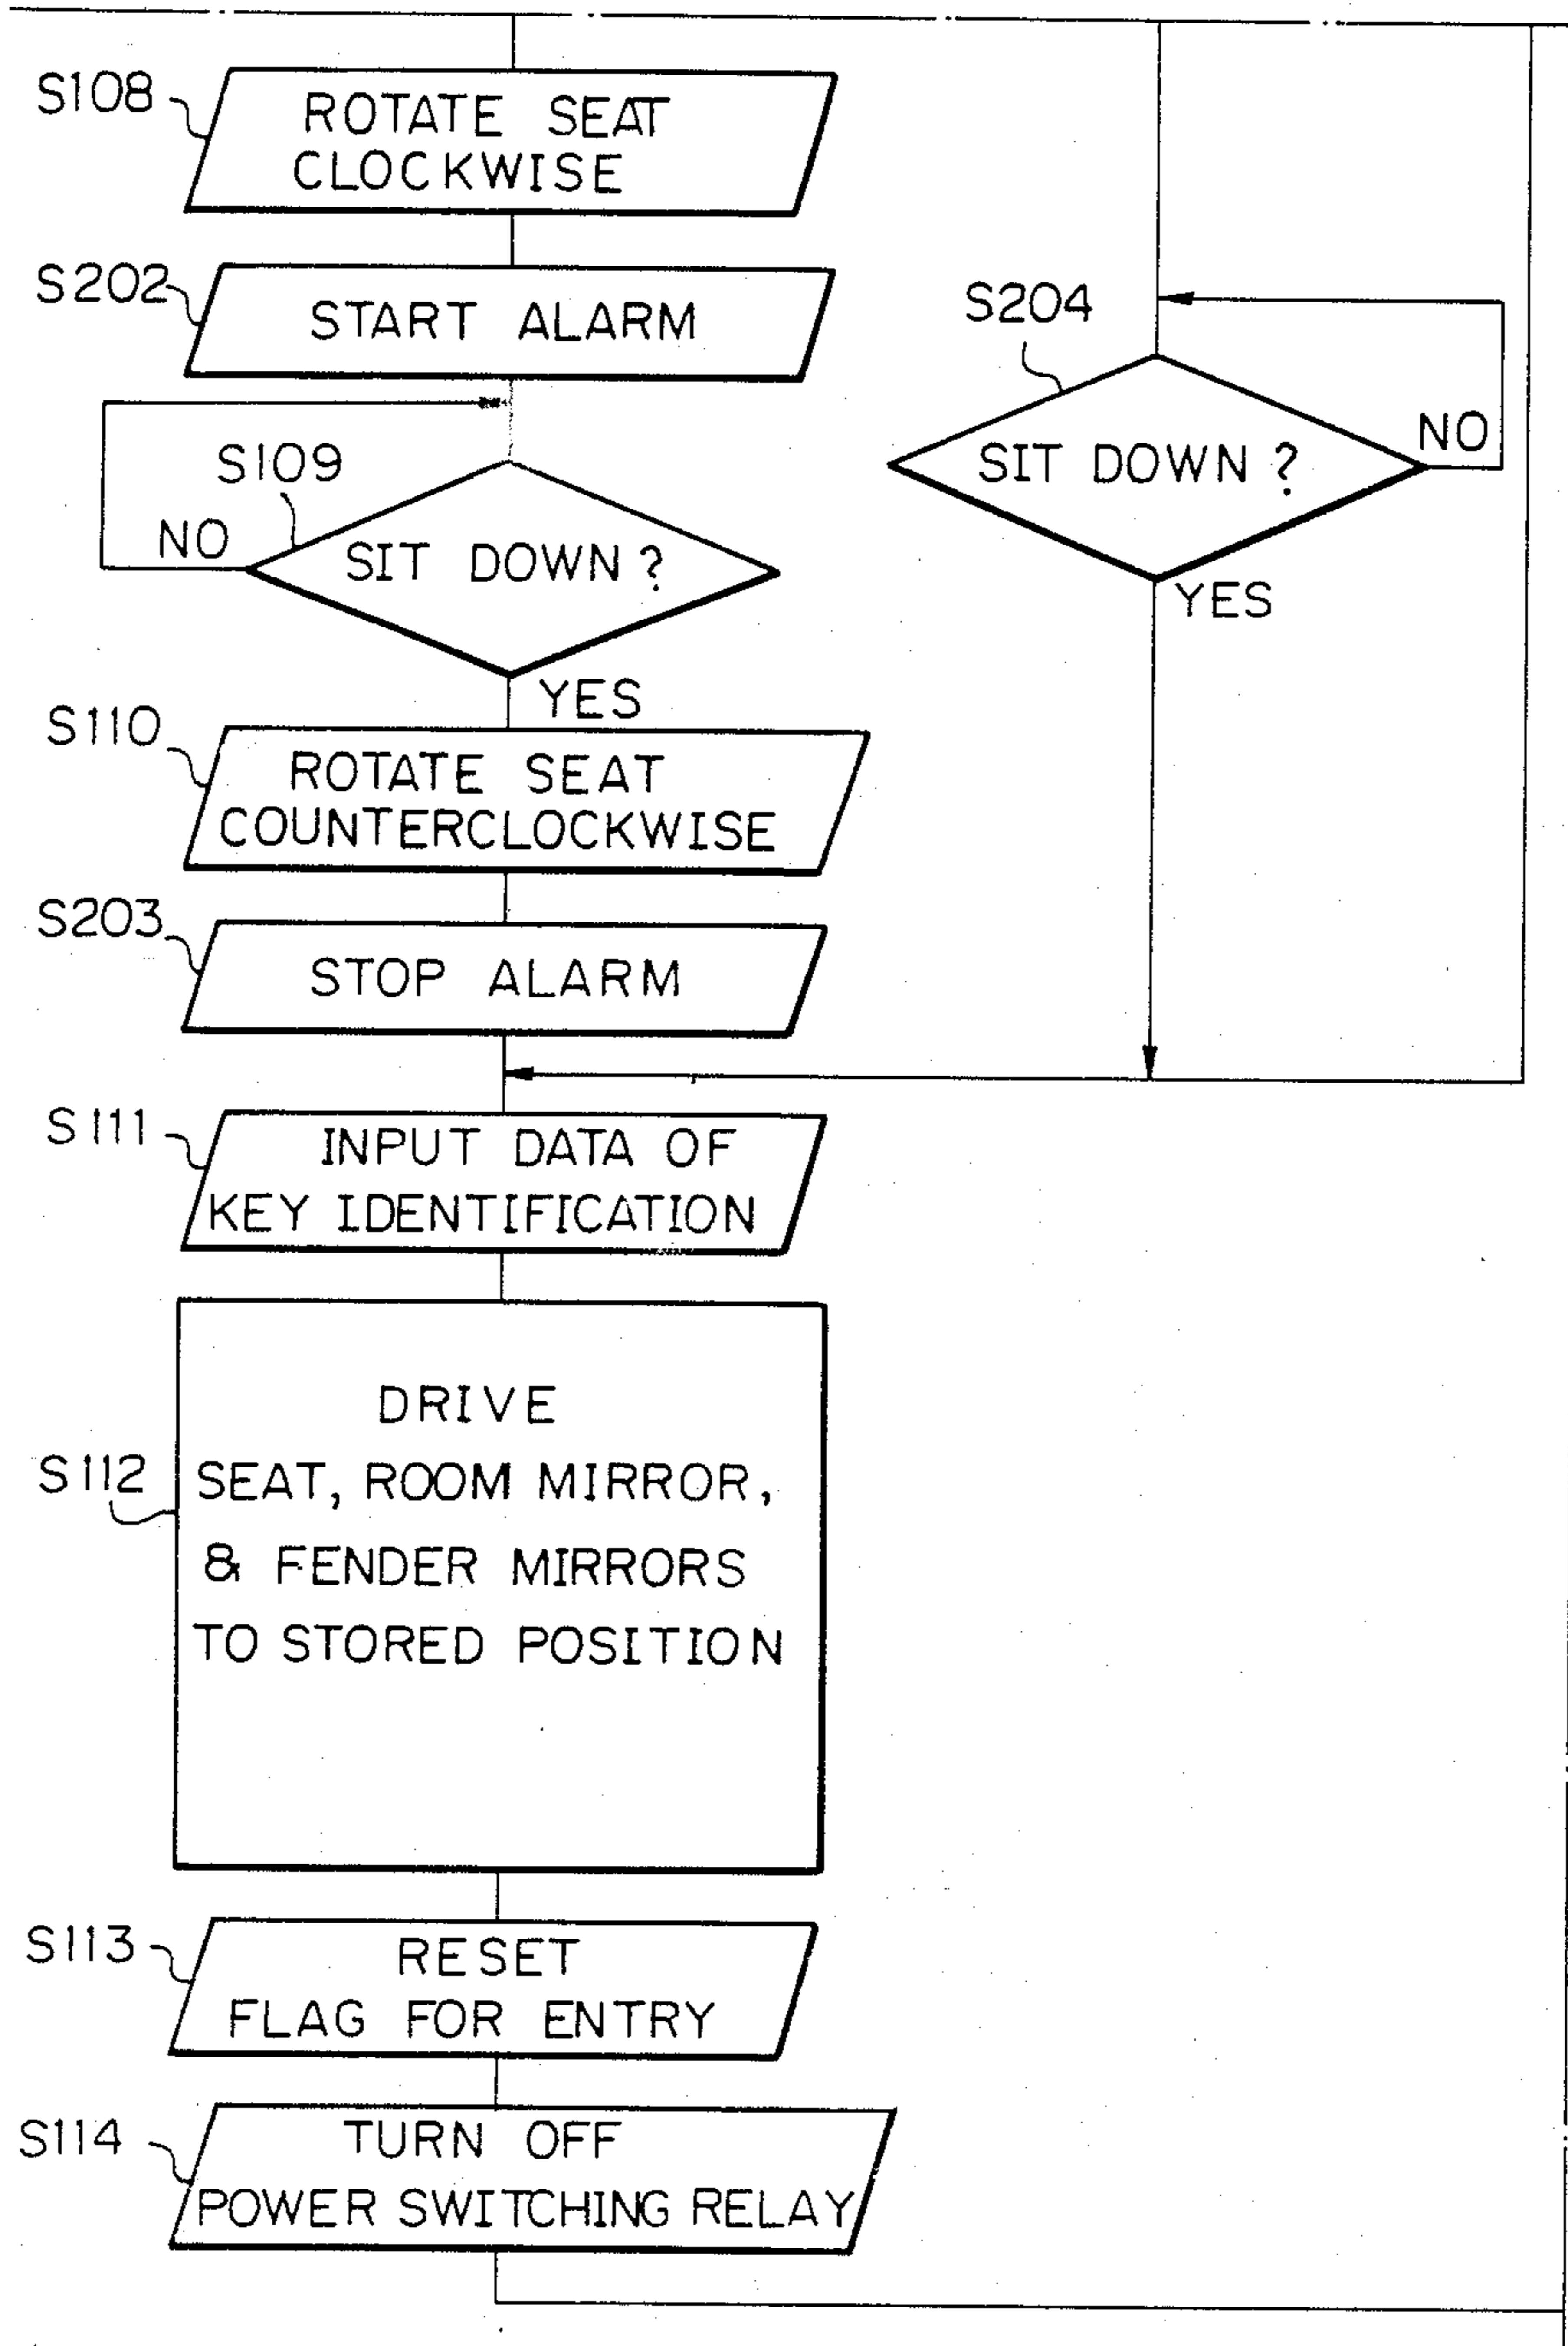 S108
ROTATE SEAT
CLOCKWISE
S202
START ALARM
S204
SIT DOWN ?
NO
YES
S109
NO
SIT DOWN ?
YES
S110
ROTATE SEAT
COUNTERCLOCKWISE
S203
STOP ALARM
S111
INPUT DATA OF
KEY IDENTIFICATION
S112
DRIVE
SEAT, ROOM MIRROR,
& FENDER MIRRORS
TO STORED POSITION
S113
RESET
FLAG FOR ENTRY
S114
TURN OFF
POWER SWITCHING RELAY